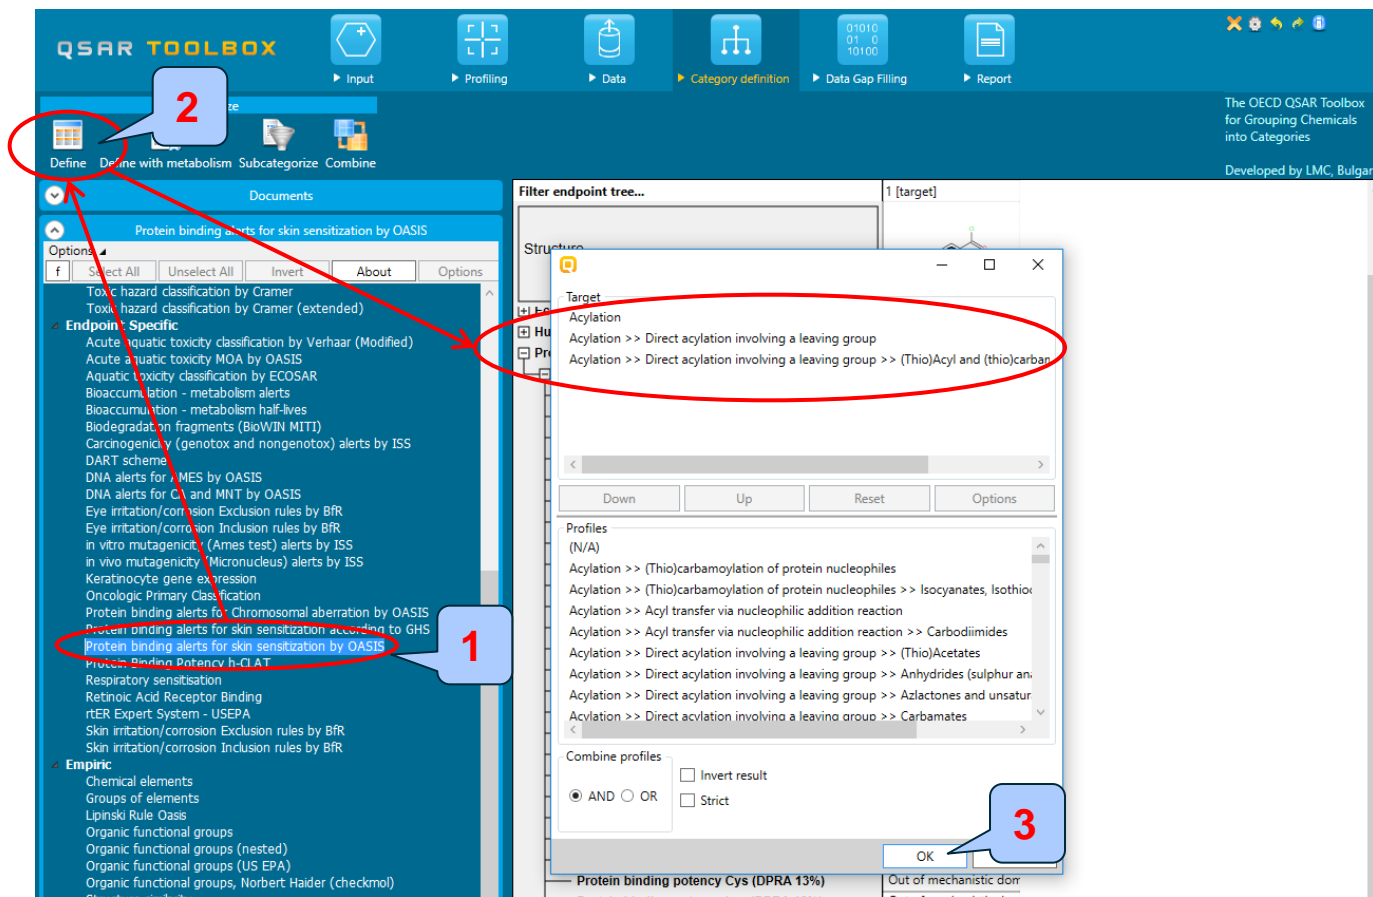 QSAR TOOLBOX
Input
Profiling
Data
Category definition
01010
01 0
10100
Data Gap Filling
Report
The OECD QSAR Toolbox
for Grouping Chemicals
into Categories
Developed by LMC, Bulgar
2
Define
Define with metabolism
Subcategorize
Combine
Documents
Protein binding alerts for skin sensitization by OASIS
Options
f
Select All
Unselect All
Invert
About
Options
Toxic hazard classification by Cramer
Toxic hazard classification by Cramer (extended)
Endpoint Specific
Acute aquatic toxicity classification by Verhaar (Modified)
Acute aquatic toxicity MOA by OASIS
Aquatic toxicity classification by ECOSAR
Bioaccumulation - metabolism alerts
Bioaccumulation - metabolism half-lives
Biodegradation fragments (BioWIN MITI)
Carcinogenicity (genotox and nongenotox) alerts by ISS
DART scheme
DNA alerts for AMES by OASIS
DNA alerts for CA and MNT by OASIS
Eye irritation/corrosion Exclusion rules by BfR
Eye irritation/corrosion Inclusion rules by BfR
in vitro mutagenicity (Ames test) alerts by ISS
in vivo mutagenicity (Micronucleus) alerts by ISS
Keratinocyte gene expression
Oncologic Primary Classification
Protein binding alerts for Chromosomal aberration by OASIS
Protein binding alerts for skin sensitization according to GHS
Protein binding alerts for skin sensitization by OASIS
Protein Binding Potency h-CLAT
Respiratory sensitisation
Retinoic Acid Receptor Binding
rtER Expert System - USEPA
Skin irritation/corrosion Exclusion rules by BfR
Skin irritation/corrosion Inclusion rules by BfR
Empiric
Chemical elements
Groups of elements
Lipinski Rule Oasis
Organic functional groups
Organic functional groups (nested)
Organic functional groups (US EPA)
Organic functional groups, Norbert Haider (checkmol)
1
Filter endpoint tree...
1 [target]
Structure
Hu
Pr
Target
Acylation
Acylation >> Direct acylation involving a leaving group
Acylation >> Direct acylation involving a leaving group >> (Thio)Acyl and (thio)carbam
Down
Up
Reset
Options
Profiles
(N/A)
Acylation >> (Thio)carbamoylation of protein nucleophiles
Acylation >> (Thio)carbamoylation of protein nucleophiles >> Isocyanates, Isothioc
Acylation >> Acyl transfer via nucleophilic addition reaction
Acylation >> Acyl transfer via nucleophilic addition reaction >> Carbodiimides
Acylation >> Direct acylation involving a leaving group >> (Thio)Acetates
Acylation >> Direct acylation involving a leaving group >> Anhydrides (sulphur ana
Acylation >> Direct acylation involving a leaving group >> Azlactones and unsatur
Acylation >> Direct acylation involving a leaving group >> Carbamates
Combine profiles
AND
OR
Invert result
Strict
3
OK
Protein binding potency Cys (DPRA 13%)
Out of mechanistic dom